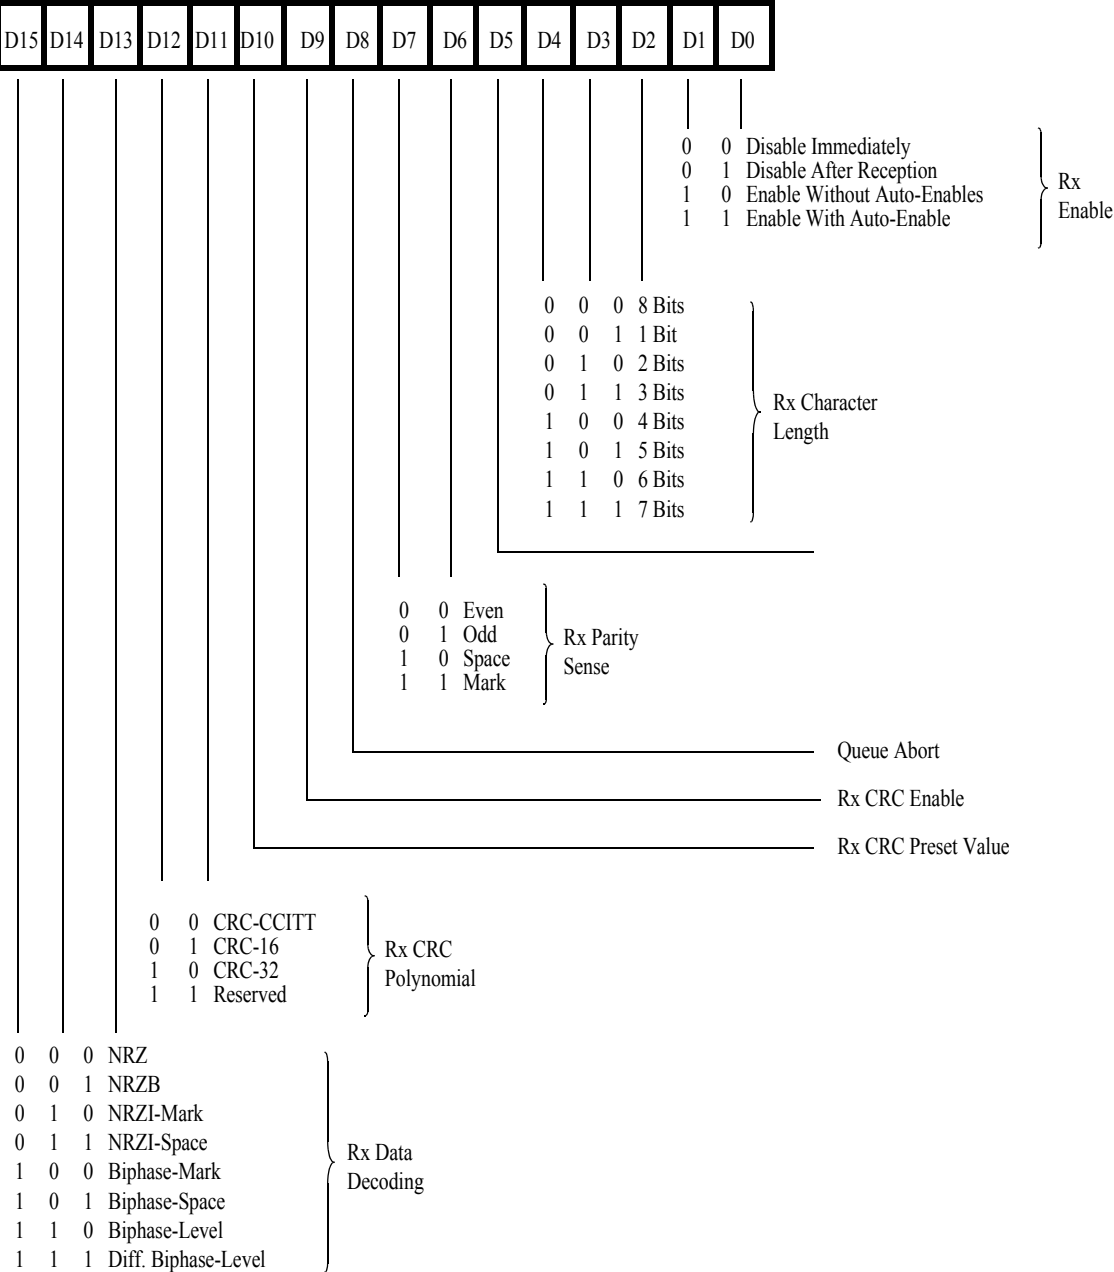 D15 D14 D13 D12 D11 D10 D9 D8 D7 D6 D5 D4 D3 D2 D1 D0
0 0 Disable Immediately
0 1 Disable After Reception
1 0 Enable Without Auto-Enables
1 1 Enable With Auto-Enable
Rx
Enable
0 0 0 8 Bits
0 0 1 1 Bit
0 1 0 2 Bits
0 1 1 3 Bits
1 0 0 4 Bits
1 0 1 5 Bits
1 1 0 6 Bits
1 1 1 7 Bits
Rx Character
Length
0 0 Even
0 1 Odd
1 0 Space
1 1 Mark
Rx Parity
Sense
Queue Abort
Rx CRC Enable
Rx CRC Preset Value
0 0 CRC-CCITT
0 1 CRC-16
1 0 CRC-32
1 1 Reserved
Rx CRC
Polynomial
0 0 0 NRZ
0 0 1 NRZB
0 1 0 NRZI-Mark
0 1 1 NRZI-Space
1 0 0 Biphase-Mark
1 0 1 Biphase-Space
1 1 0 Biphase-Level
1 1 1 Diff. Biphase-Level
Rx Data
Decoding